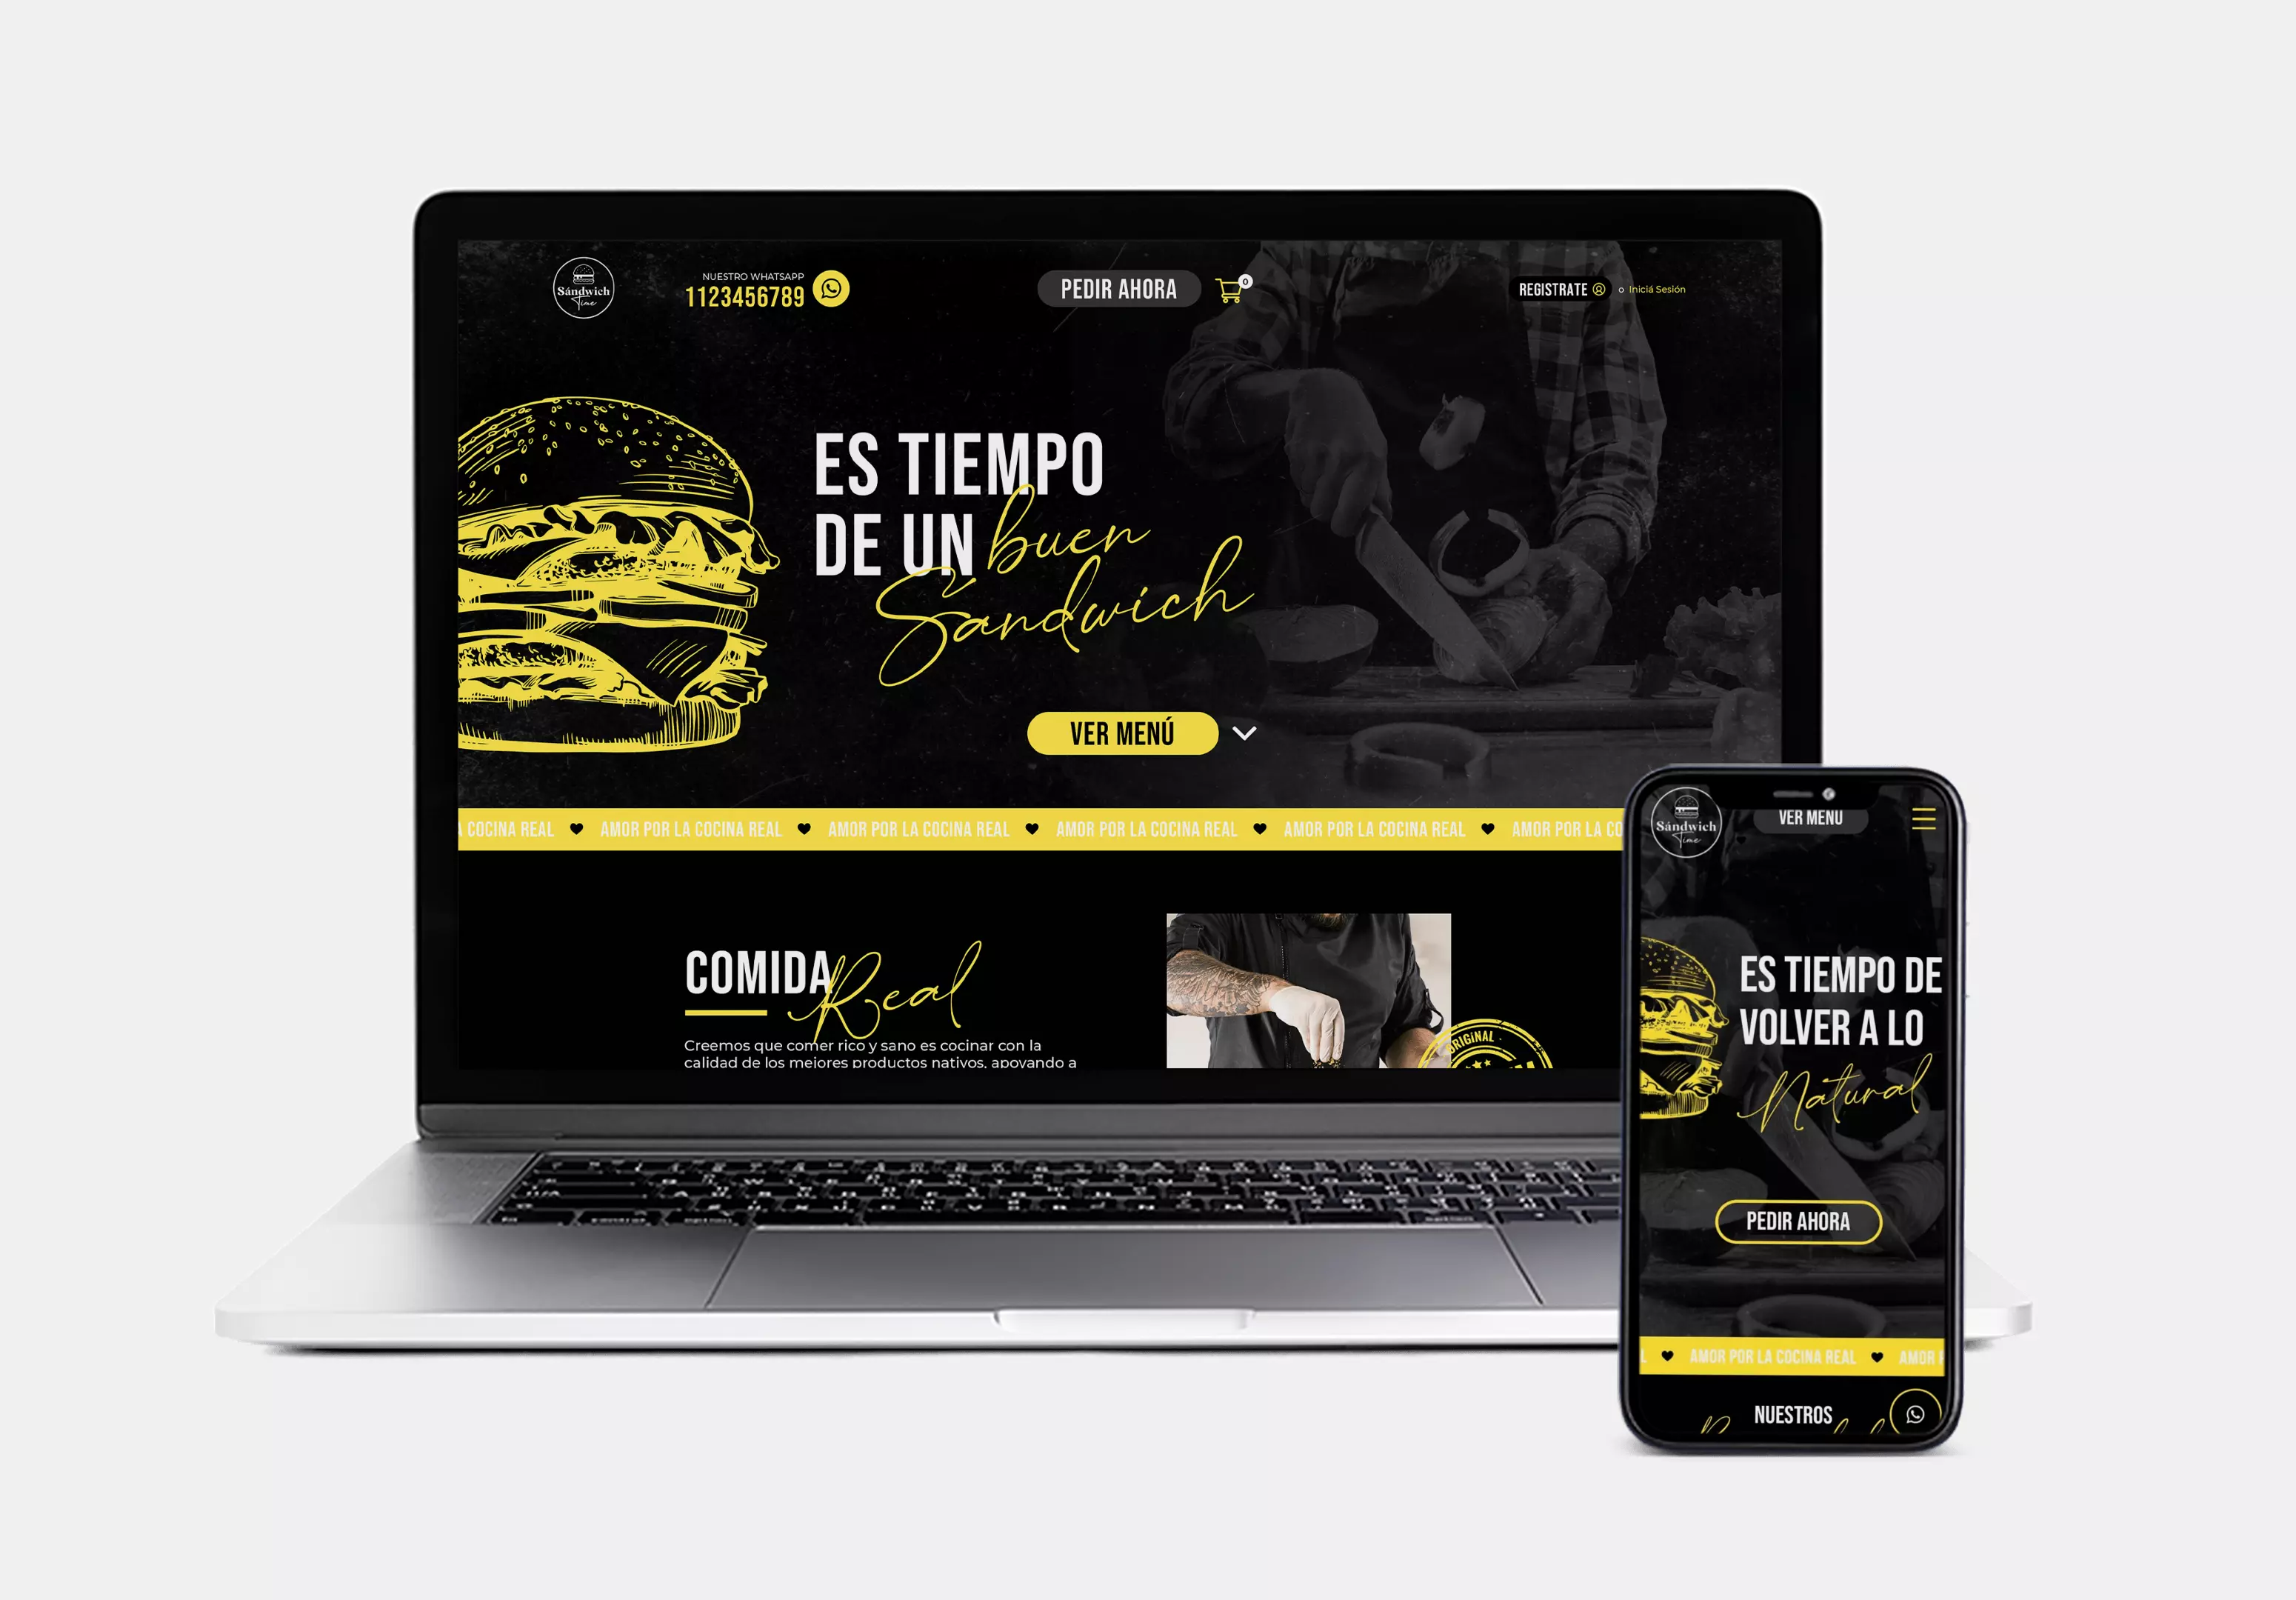 Sándwich
Time
NUESTRO WHATSAPP
1123456789
PEDIR AHORA
0
REGISTRATE
o Iniciá Sesión
ES TIEMPO
DE UN buen
Sándwich
VER MENÚ
A COCINA REAL ♥ AMOR POR LA COCINA REAL ♥ AMOR POR LA COCINA REAL ♥ AMOR POR LA COCINA REAL ♥ AMOR POR LA COCINA REAL ♥ AMOR POR LA CO
COMIDA Real
Creemos que comer rico y sano es cocinar con la
calidad de los mejores productos nativos, apoyando a
ORIGINAL
Sándwich
Time
VER MENU
ES TIEMPO DE
VOLVER A LO
Natural
PEDIR AHORA
L ♥ AMOR POR LA COCINA REAL ♥ AMOR
NUESTROS